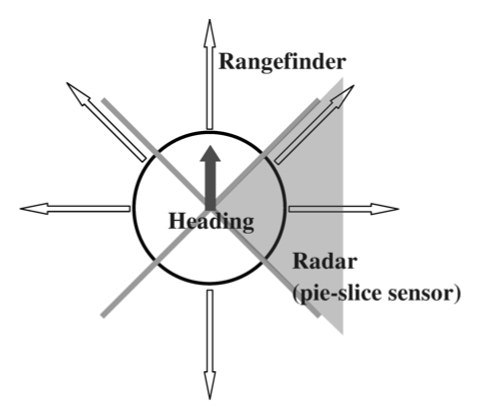 Rangefinder
Heading
Radar
(pie-slice sensor)